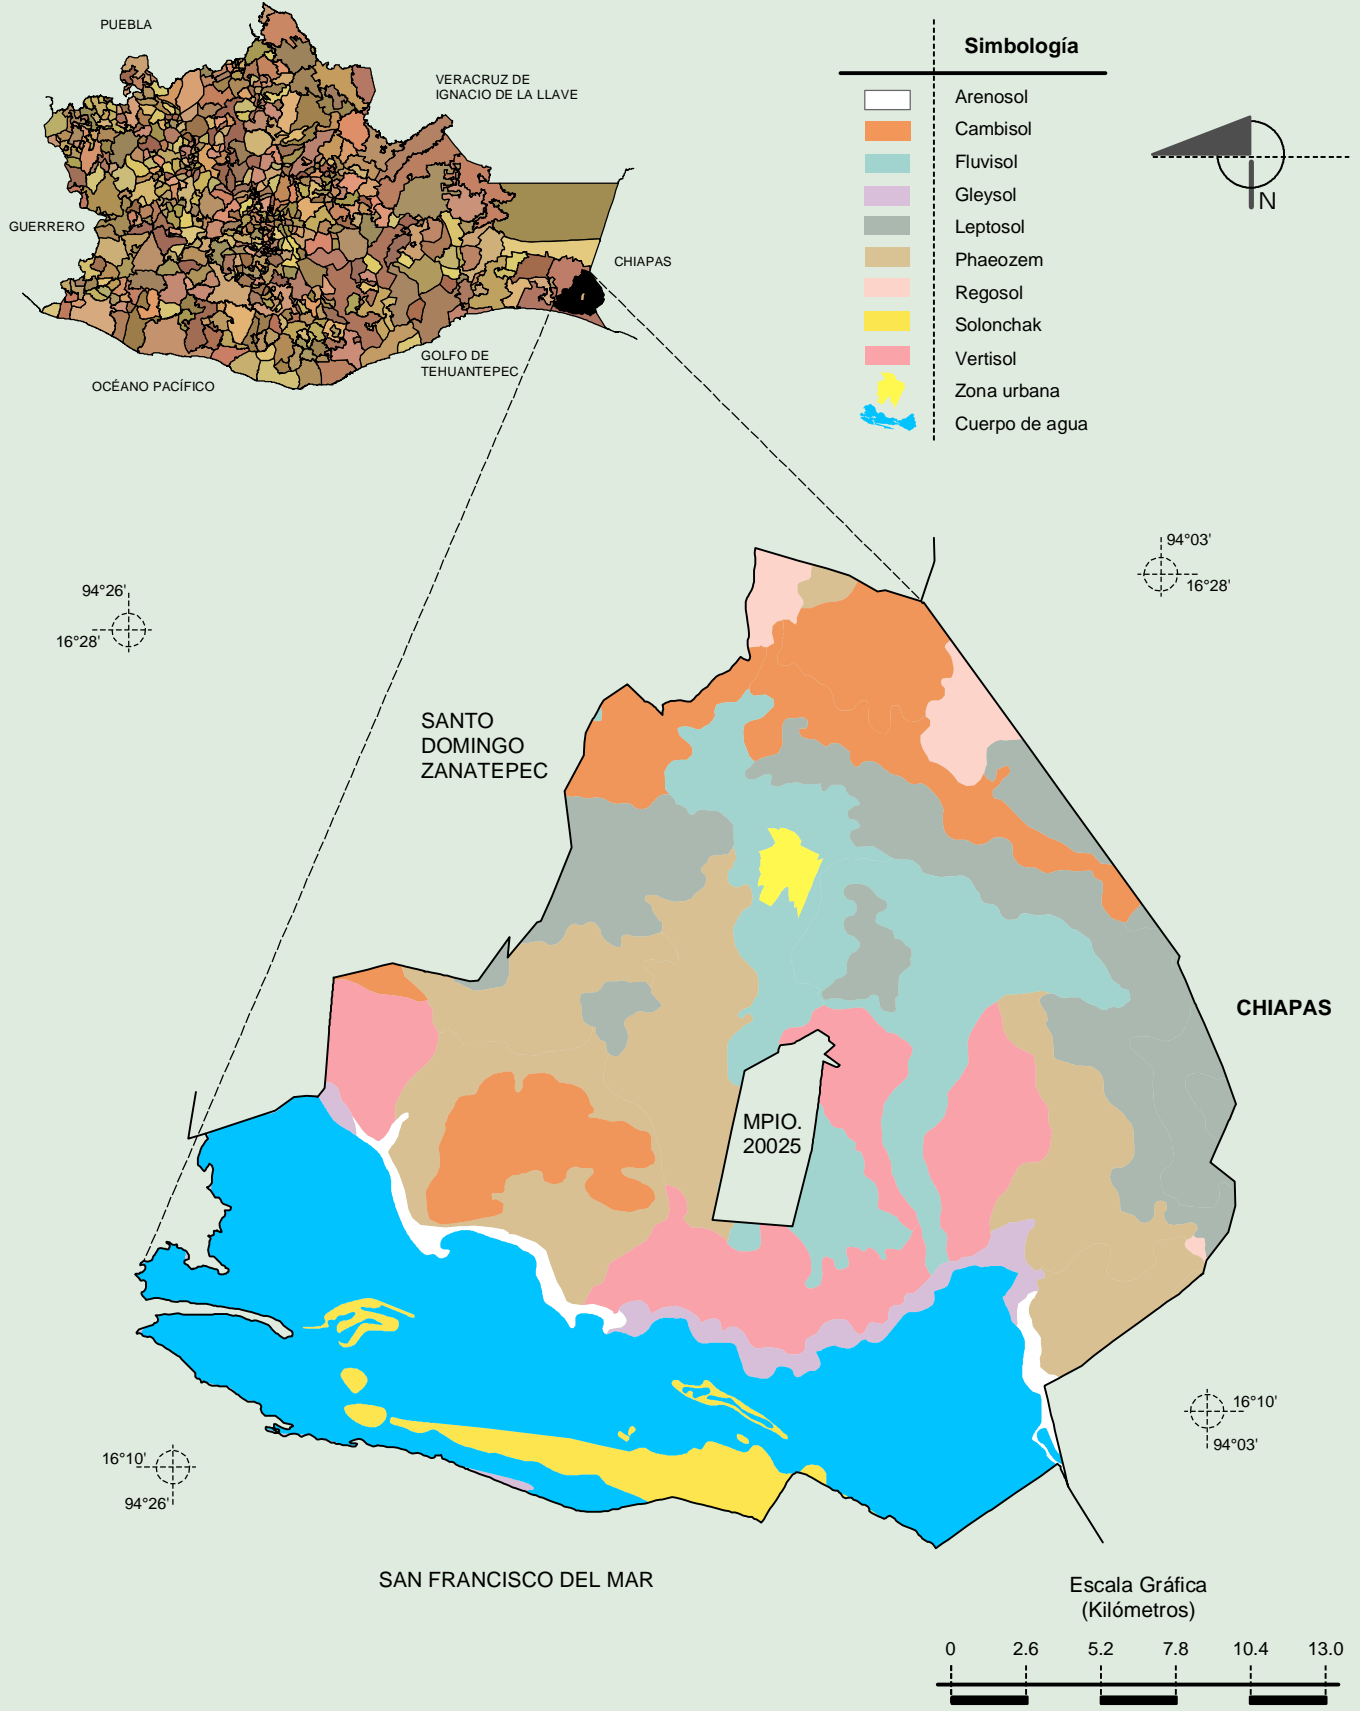 PUEBLA
VERACRUZ DE
IGNACIO DE LA LLAVE
GUERRERO
CHIAPAS
GOLFO DE
TEHUANTEPEC
OCÉANO PACÍFICO
Simbología
Arenosol
Cambisol
Fluvisol
Gleysol
Leptosol
Phaeozem
Regosol
Solonchak
Vertisol
Zona urbana
Cuerpo de agua
N
94°26'
16°28'
94°03'
16°28'
SANTO
DOMINGO
ZANATEPEC
CHIAPAS
MPIO.
20025
16°10'
94°26'
16°10'
94°03'
SAN FRANCISCO DEL MAR
Escala Gráfica
(Kilómetros)
0 2.6 5.2 7.8 10.4 13.0